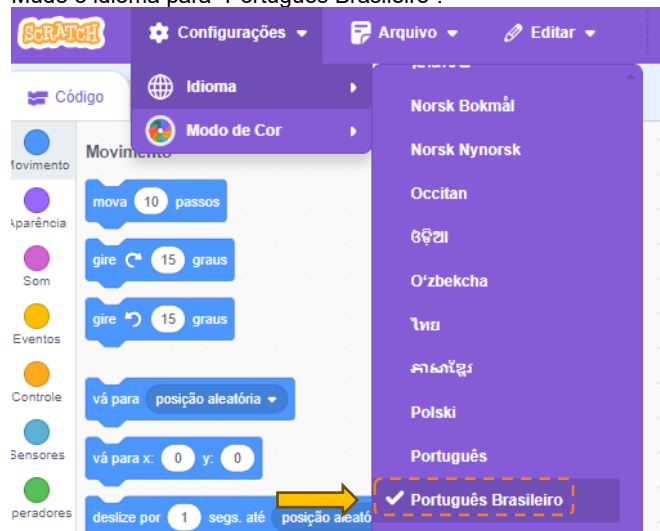 Mude o idioma para "Português Brasileiro".
SCRATCH Configurações Arquivo Editar
Código
Idioma
Modo de Cor
Norsk Bokmål
Norsk Nynorsk
Occitan
ଓଡ଼ିଆ
Oʻzbekcha
ไทย
ភាសាខ្មែរ
Polski
Português
Português Brasileiro
Movimento
Aparência
Som
Eventos
Controle
Sensores
Operadores
Movimento
mova 10 passos
gire 15 graus
gire 15 graus
vá para posição aleatória
vá para x: 0 y: 0
deslize por 1 segs. até posição aleató